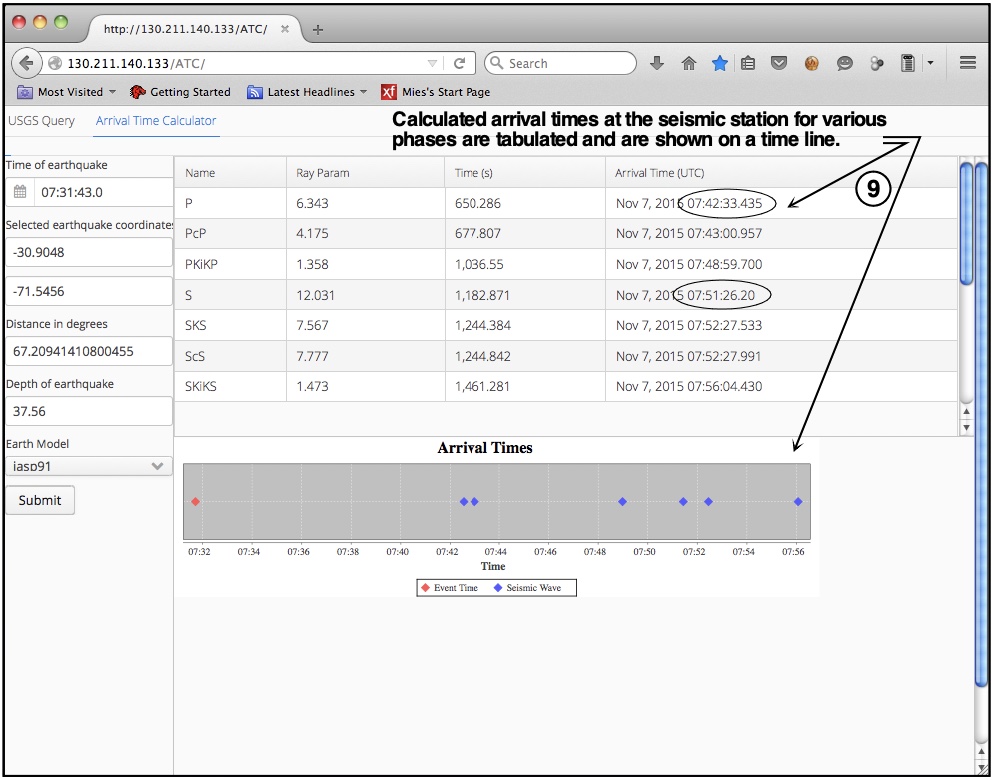 http://130.211.140.133/ATC/
130.211.140.133/ATC/
Search
Most Visited
Getting Started
Latest Headlines
xf Mies's Start Page
USGS Query Arrival Time Calculator
Calculated arrival times at the seismic station for various
phases are tabulated and are shown on a time line.
9
Time of earthquake
07:31:43.0
Selected earthquake coordinates
-30.9048
-71.5456
Distance in degrees
67.20941410800455
Depth of earthquake
37.56
Earth Model
iasp91
Submit
Name Ray Param Time (s) Arrival Time (UTC)
P 6.343 650.286 Nov 7, 2015 07:42:33.435
PcP 4.175 677.807 Nov 7, 2015 07:43:00.957
PKiKP 1.358 1,036.55 Nov 7, 2015 07:48:59.700
S 12.031 1,182.871 Nov 7, 2015 07:51:26.20
SKS 7.567 1,244.384 Nov 7, 2015 07:52:27.533
ScS 7.777 1,244.842 Nov 7, 2015 07:52:27.991
SKiKS 1.473 1,461.281 Nov 7, 2015 07:56:04.430
Arrival Times
07:32 07:34 07:36 07:38 07:40 07:42 07:44 07:46 07:48 07:50 07:52 07:54 07:56
Time
Event Time Seismic Wave